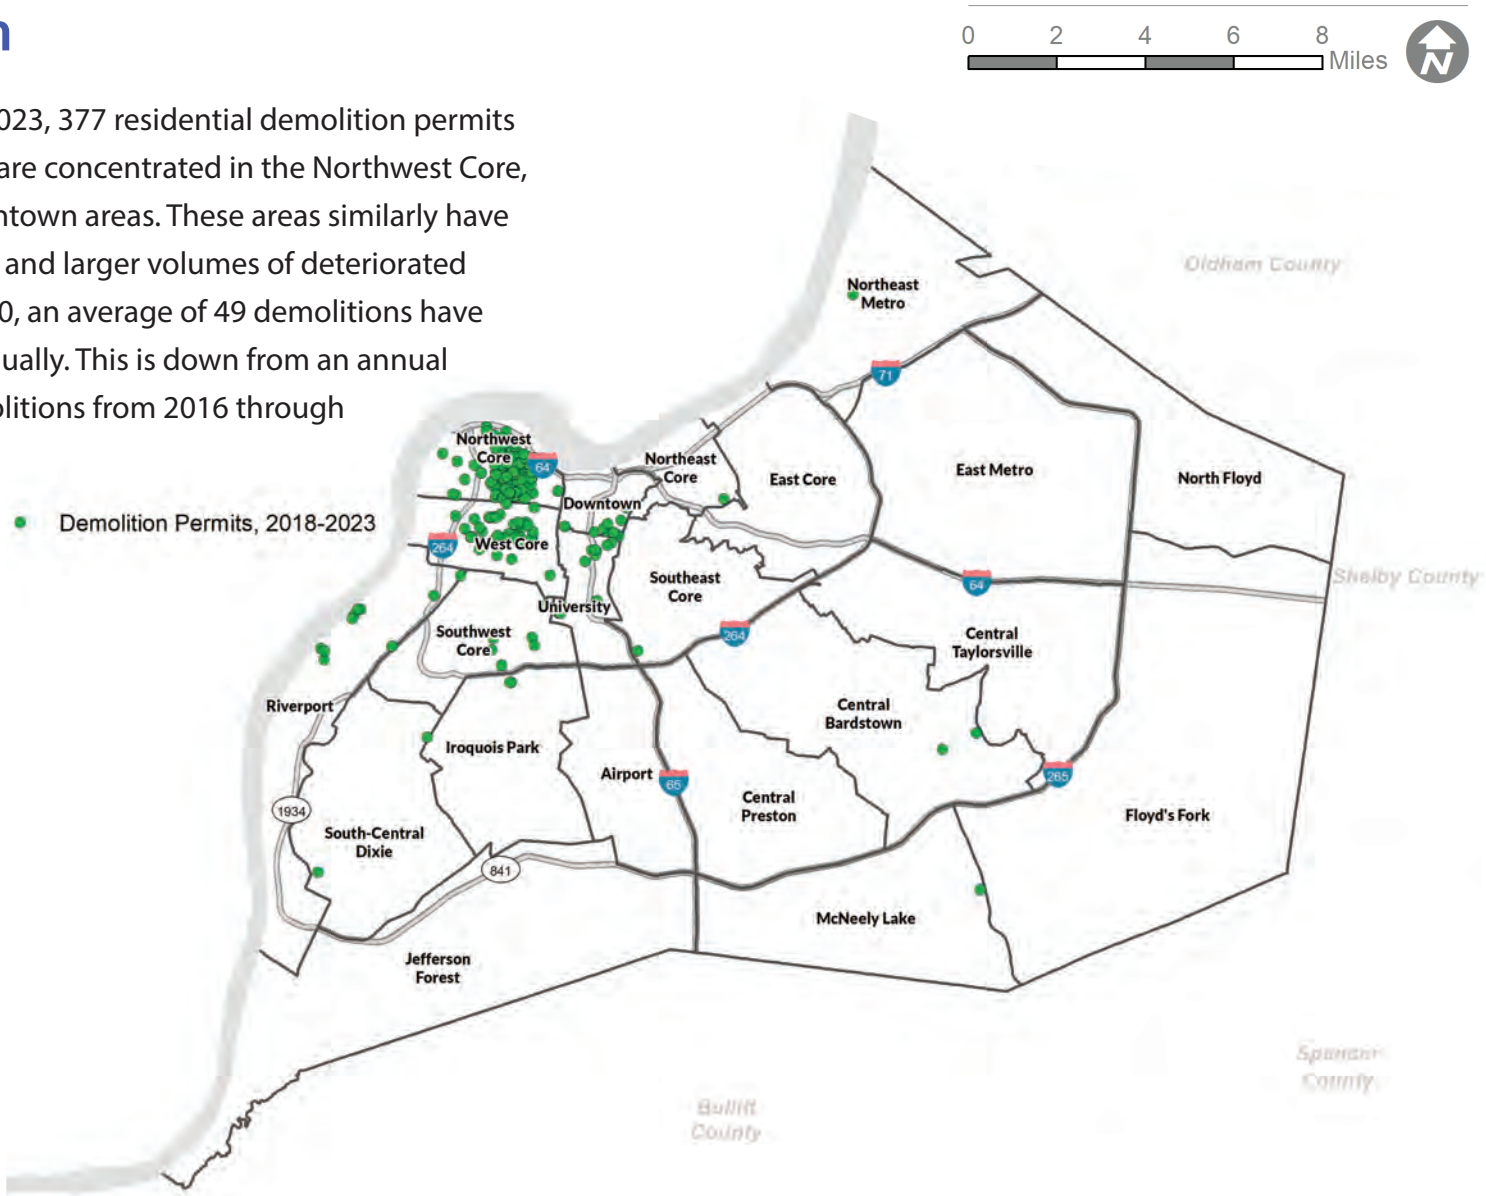 n
0 2 4 6 8
Miles
N
023, 377 residential demolition permits
are concentrated in the Northwest Core,
ntown areas. These areas similarly have
and larger volumes of deteriorated
0, an average of 49 demolitions have
ually. This is down from an annual
olitions from 2016 through
Demolition Permits, 2018-2023
Oldham County
Northeast
Metro
71
Northwest
Core
64
Northeast
Core
East Core
East Metro
North Floyd
Downtown
264
West Core
Southeast
Core
64
Shelby County
University
Southwest
Core
264
Central
Taylorsville
Riverport
Central
Bardstown
Iroquois Park
Airport
65
265
1934
Central
Preston
Floyd's Fork
South-Central
Dixie
841
McNeely Lake
Jefferson
Forest
Spencer
County
Bullitt
County